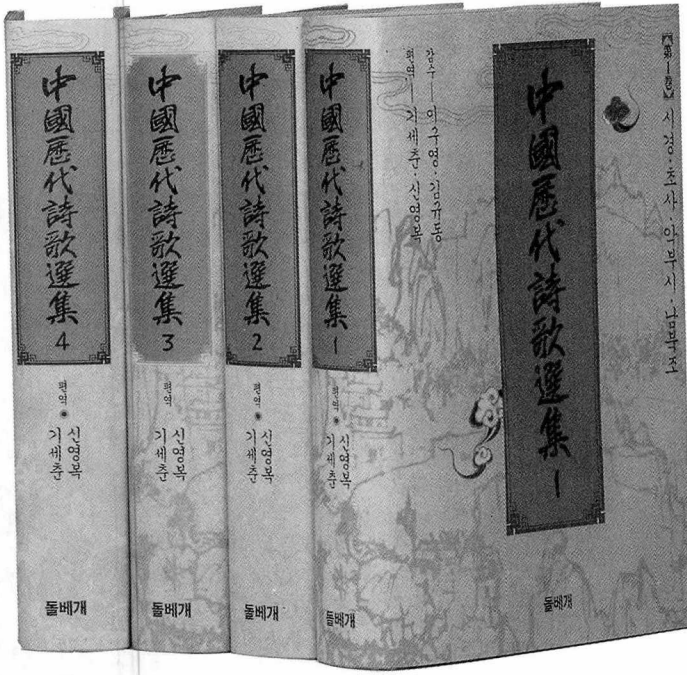 中國歷代詩歌選集 4
편역 ● 신영복
기세춘
돌베개
中國歷代詩歌選集 3
편역 ● 신영복
기세춘
돌베개
中國歷代詩歌選集 2
편역 ● 신영복
기세춘
돌베개
中國歷代詩歌選集 1
편역 ● 신영복
기세춘
돌베개
【第1卷】 시경·초사·악부시·남북조
中國歷代詩歌選集 1
감수 — 이수영·김규동
편역 — 기세춘·신영복
돌베개